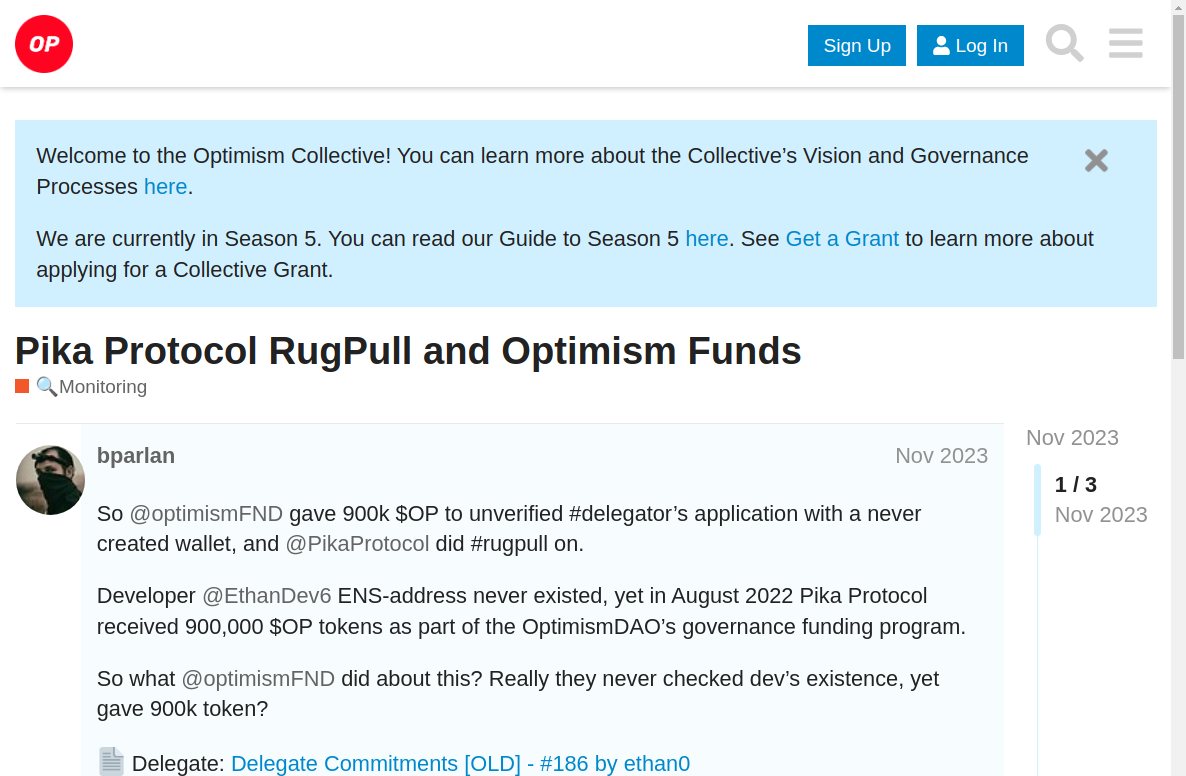 OP
Sign Up
Log In
Welcome to the Optimism Collective! You can learn more about the Collective’s Vision and Governance
Processes here.
We are currently in Season 5. You can read our Guide to Season 5 here. See Get a Grant to learn more about
applying for a Collective Grant.
Pika Protocol RugPull and Optimism Funds
🔍Monitoring
bparlan
Nov 2023
So @optimismFND gave 900k $OP to unverified #delegator’s application with a never
created wallet, and @PikaProtocol did #rugpull on.
Developer @EthanDev6 ENS-address never existed, yet in August 2022 Pika Protocol
received 900,000 $OP tokens as part of the OptimismDAO’s governance funding program.
So what @optimismFND did about this? Really they never checked dev’s existence, yet
gave 900k token?
Delegate: Delegate Commitments [OLD] - #186 by ethan0
Nov 2023
1 / 3
Nov 2023